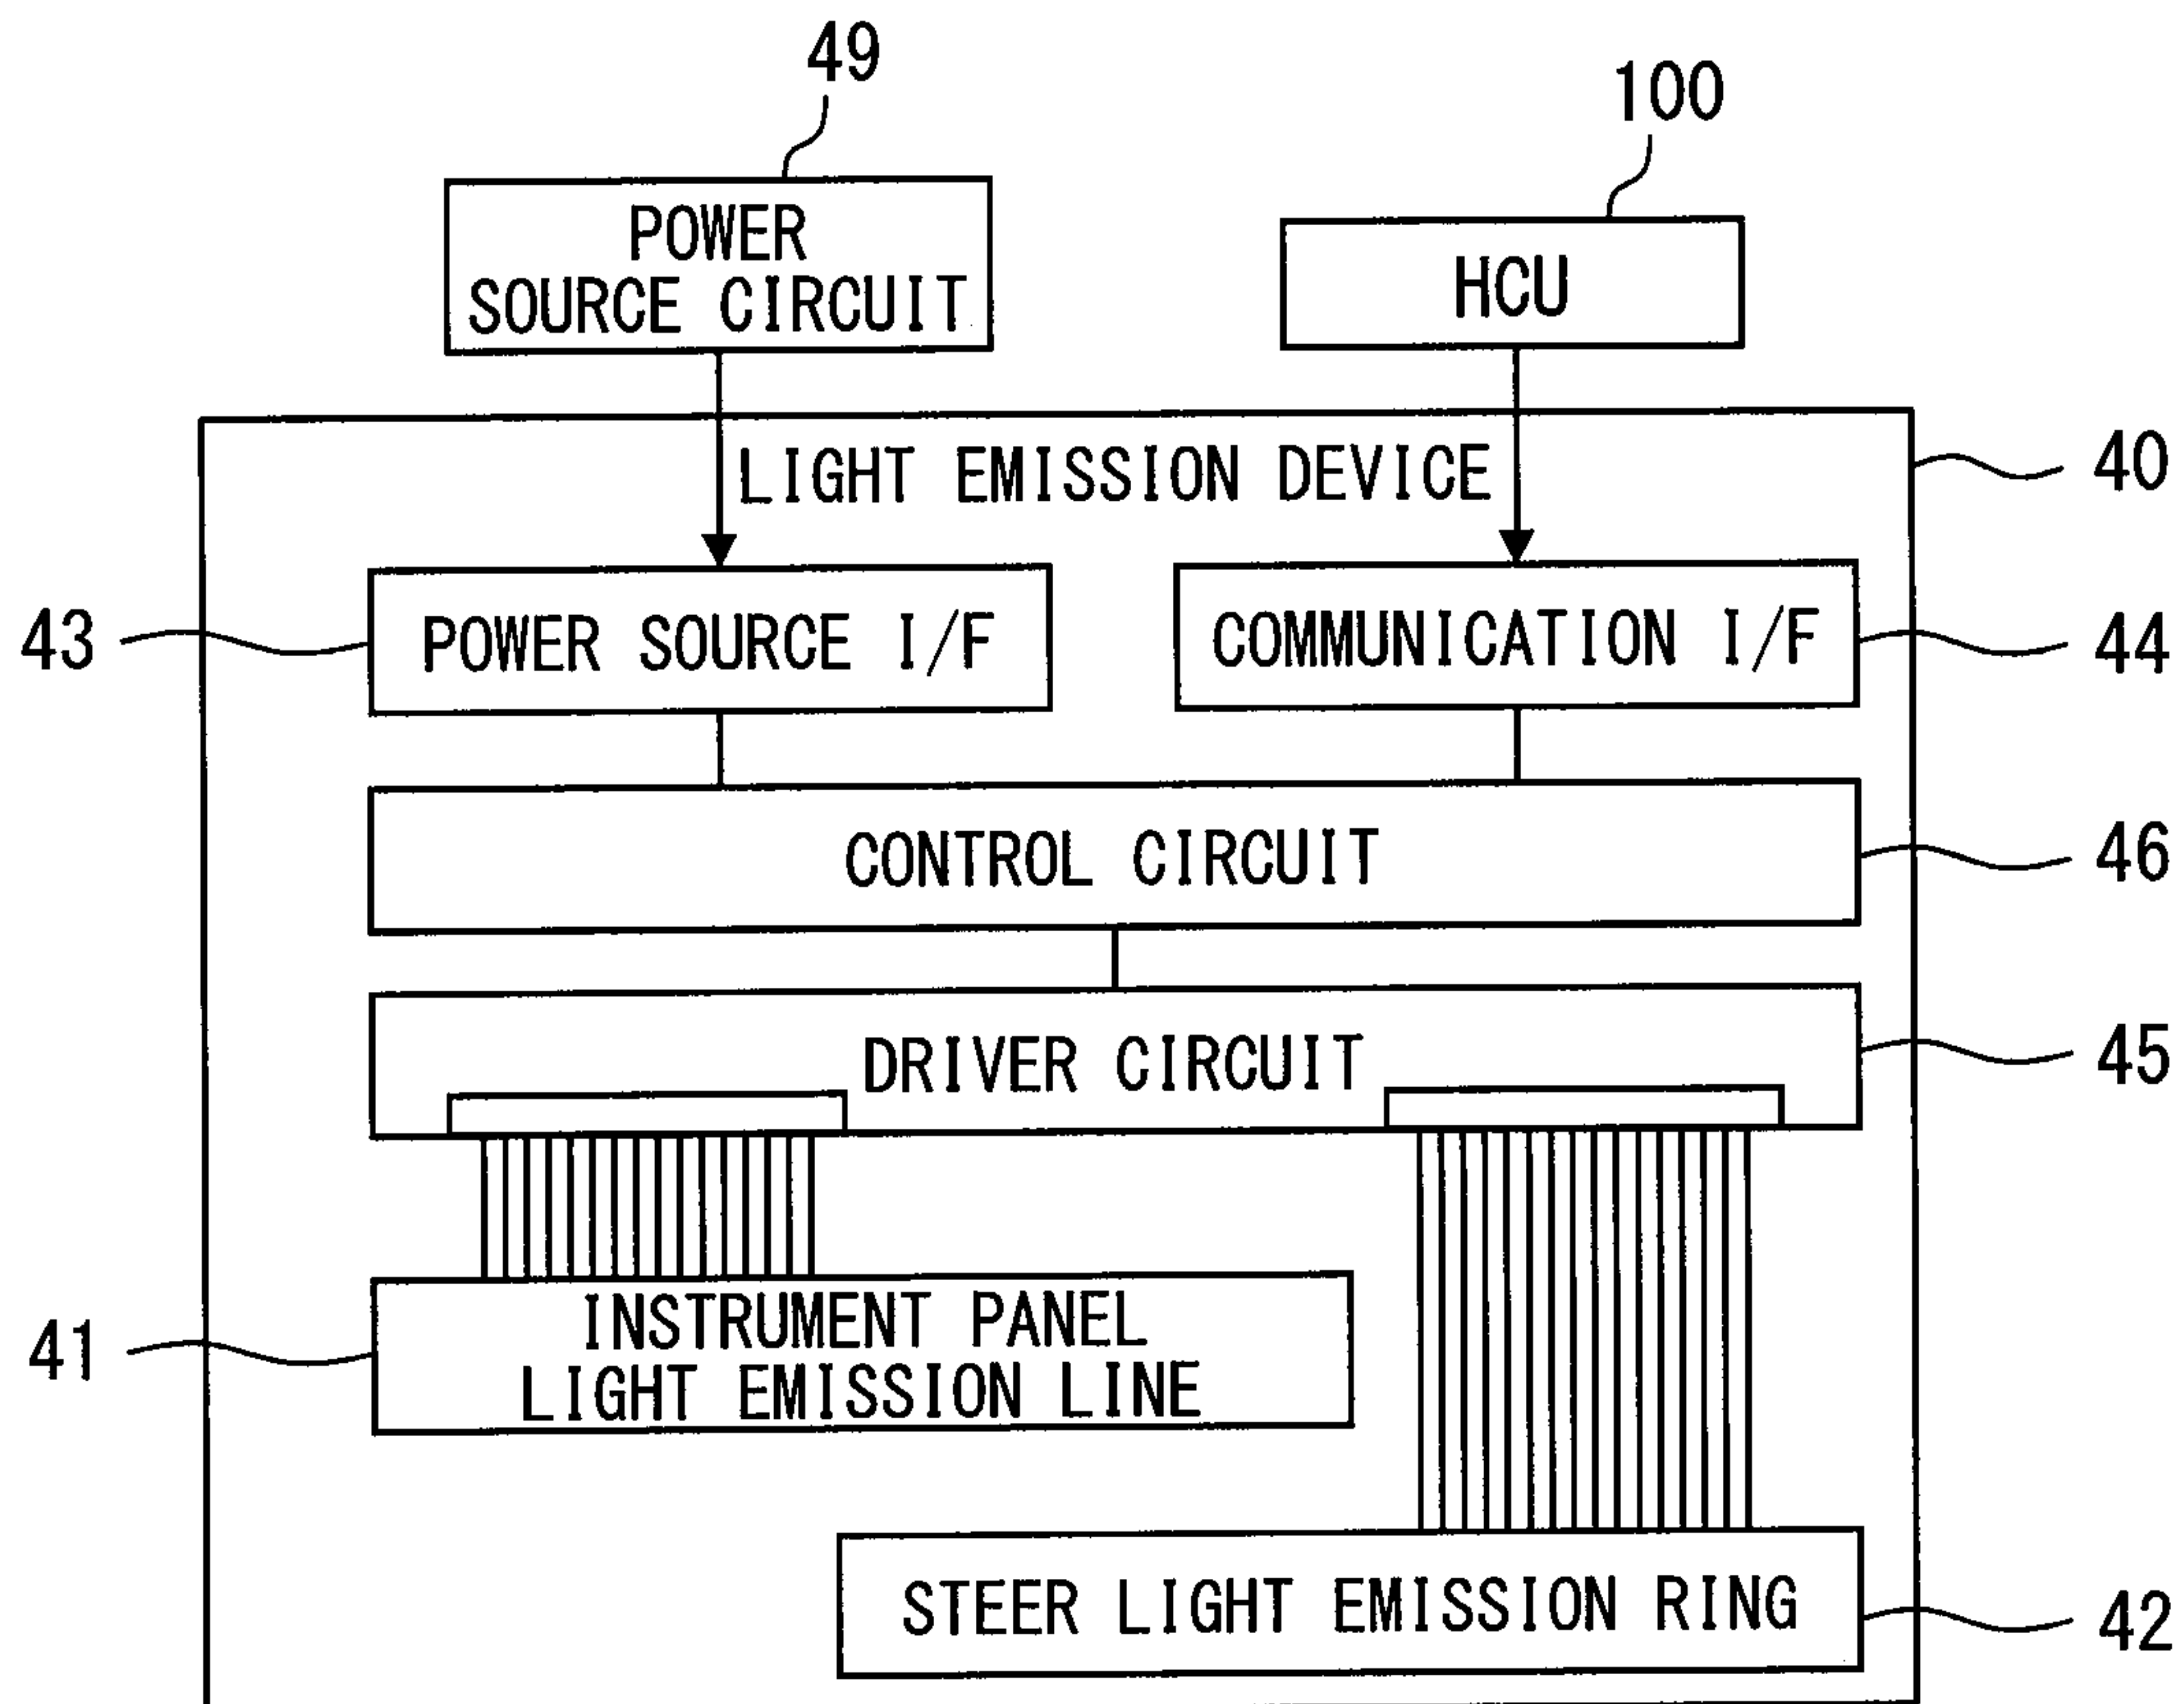 49
100
POWER
SOURCE CIRCUIT
HCU
LIGHT EMISSION DEVICE
40
43
POWER SOURCE I/F
COMMUNICATION I/F
44
CONTROL CIRCUIT
46
DRIVER CIRCUIT
45
41
INSTRUMENT PANEL
LIGHT EMISSION LINE
STEER LIGHT EMISSION RING
42